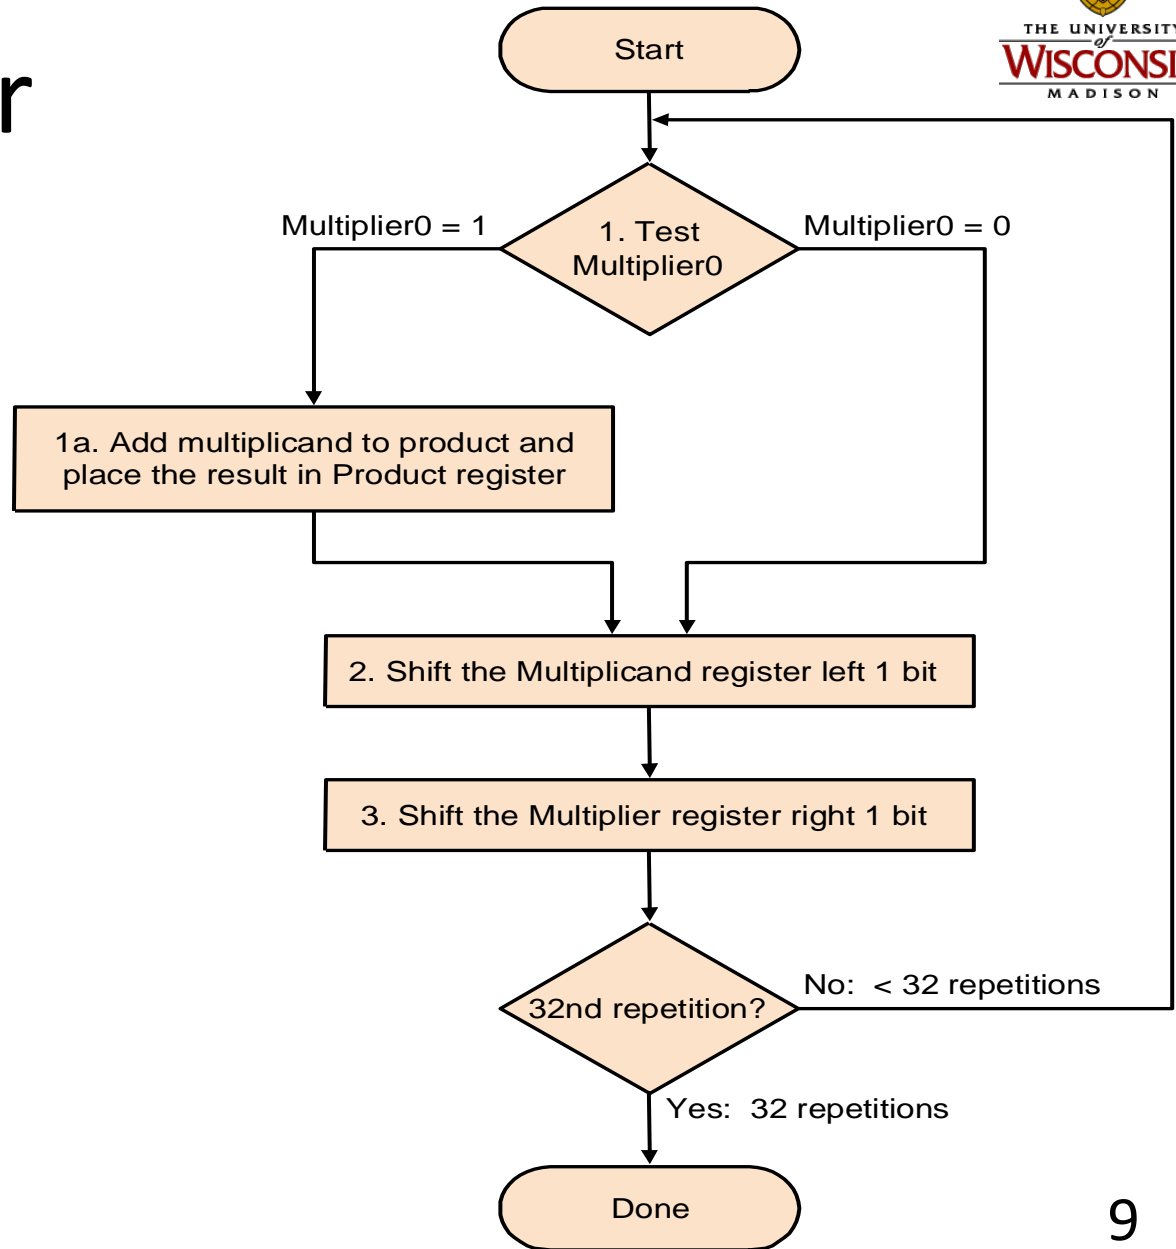 r
Start
THE UNIVERSITY
of
WISCONSI
MADISON
Multiplier0 = 1
1. Test
Multiplier0
Multiplier0 = 0
1a. Add multiplicand to product and
place the result in Product register
2. Shift the Multiplicand register left 1 bit
3. Shift the Multiplier register right 1 bit
32nd repetition?
No: < 32 repetitions
Yes: 32 repetitions
Done
9